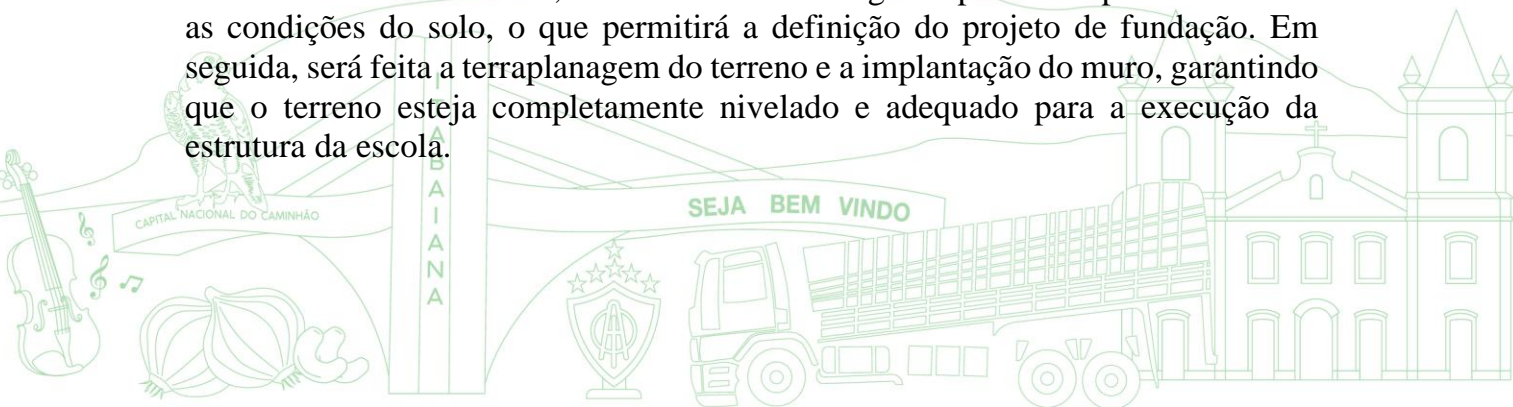 as condições do solo, o que permitirá a definição do projeto de fundação. Em
seguida, será feita a terraplanagem do terreno e a implantação do muro, garantindo
que o terreno esteja completamente nivelado e adequado para a execução da
estrutura da escola.
CAPITAL NACIONAL DO CAMINHÃO
SEJA BEM VINDO
I
A
B
A
I
A
N
A